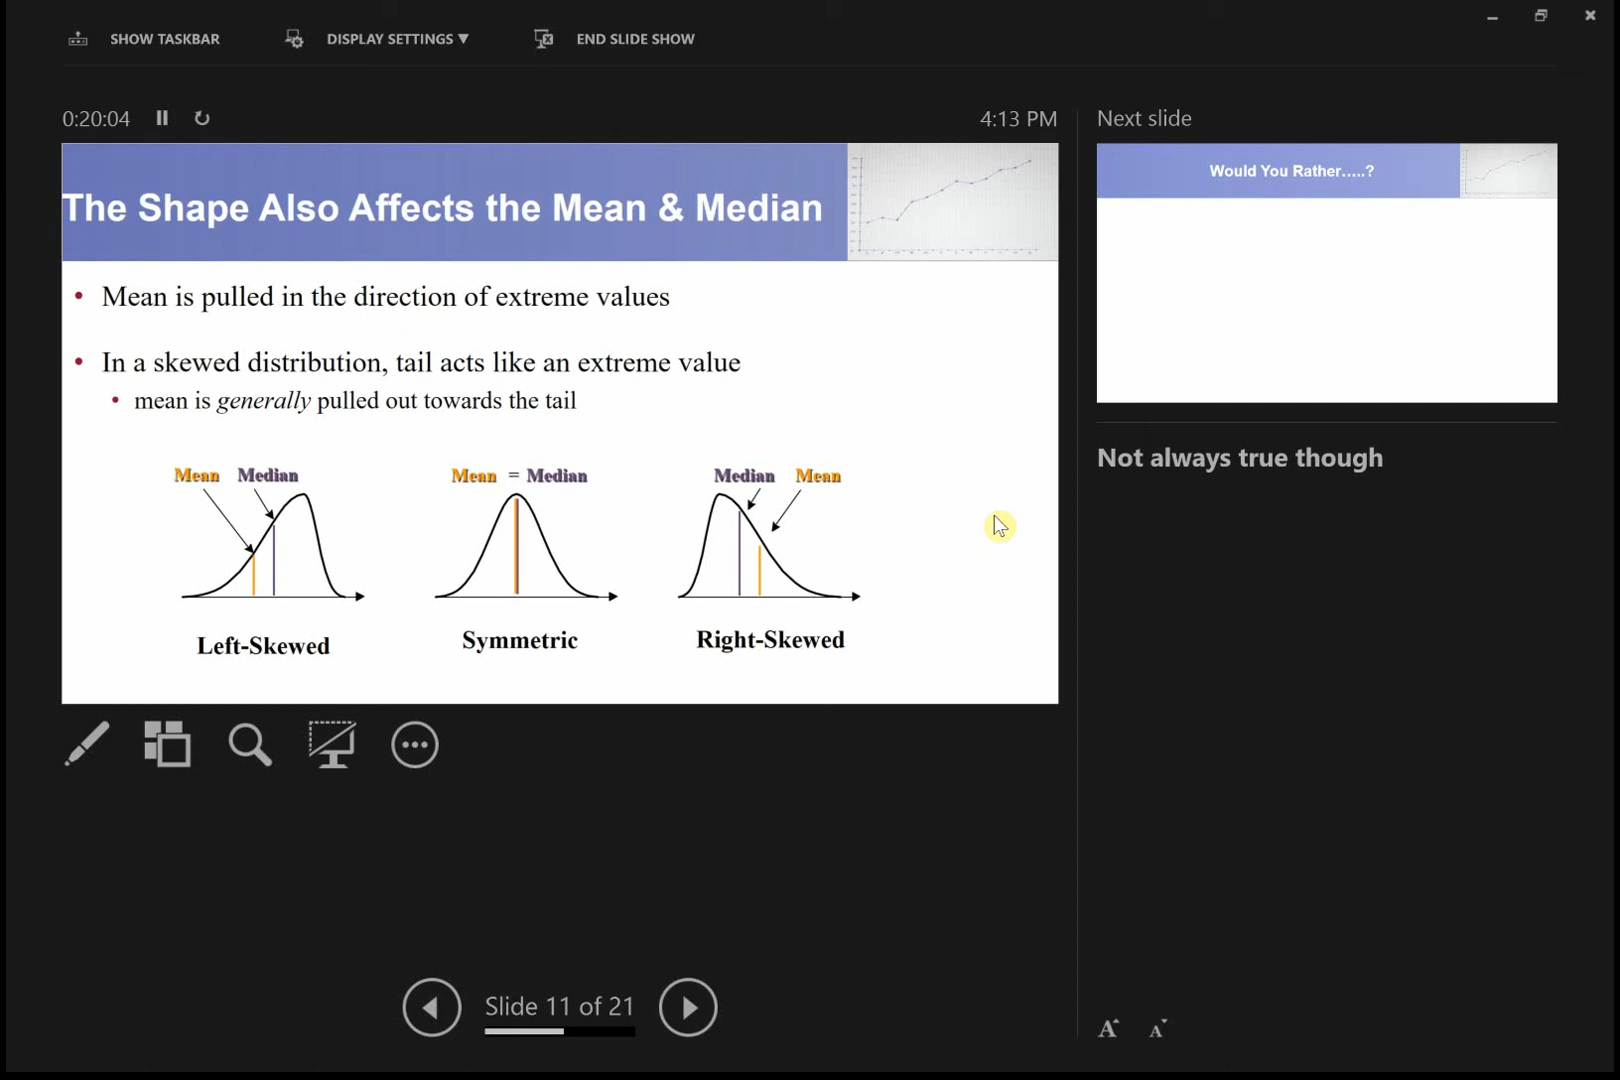 SHOW TASKBAR
DISPLAY SETTINGS ▼
END SLIDE SHOW
0:20:04
4:13 PM
Next slide
The Shape Also Affects the Mean & Median
Would You Rather…..?
• Mean is pulled in the direction of extreme values
• In a skewed distribution, tail acts like an extreme value
• mean is generally pulled out towards the tail
Not always true though
Mean Median
Mean = Median
Median Mean
Left-Skewed
Symmetric
Right-Skewed
Slide 11 of 21
A A